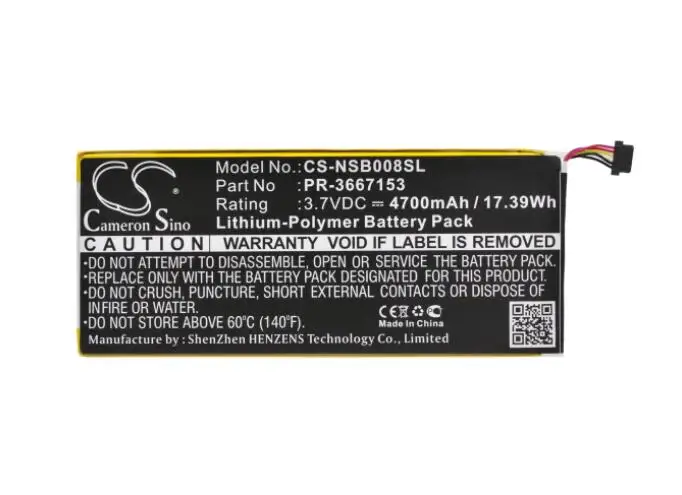 CS
Cameron Sino
Model No.: CS-NSB008SL
Part No : PR-3667153
Rating : 3.7VDC ⎓ 4700mAh / 17.39Wh
Lithium-Polymer Battery Pack
CAUTION WARRANTY VOID IF LABEL IS REMOVED
•DO NOT ATTEMPT TO DISASSEMBLE, OPEN OR SERVICE THE BATTERY.
•REPLACE ONLY WITH THE BATTERY PACK DESIGNATED FOR THIS PRODUCT.
•DO NOT CRUSH, PUNCTURE, SHORT EXTERNAL CONTACTS OR DISPOSE OF
INFIRE OR WATER.
•DO NOT STORE ABOVE 60°C (140°F).
CE
Made In China
Manufacture by : ShenZhen HENZENS Technology Co., Limited